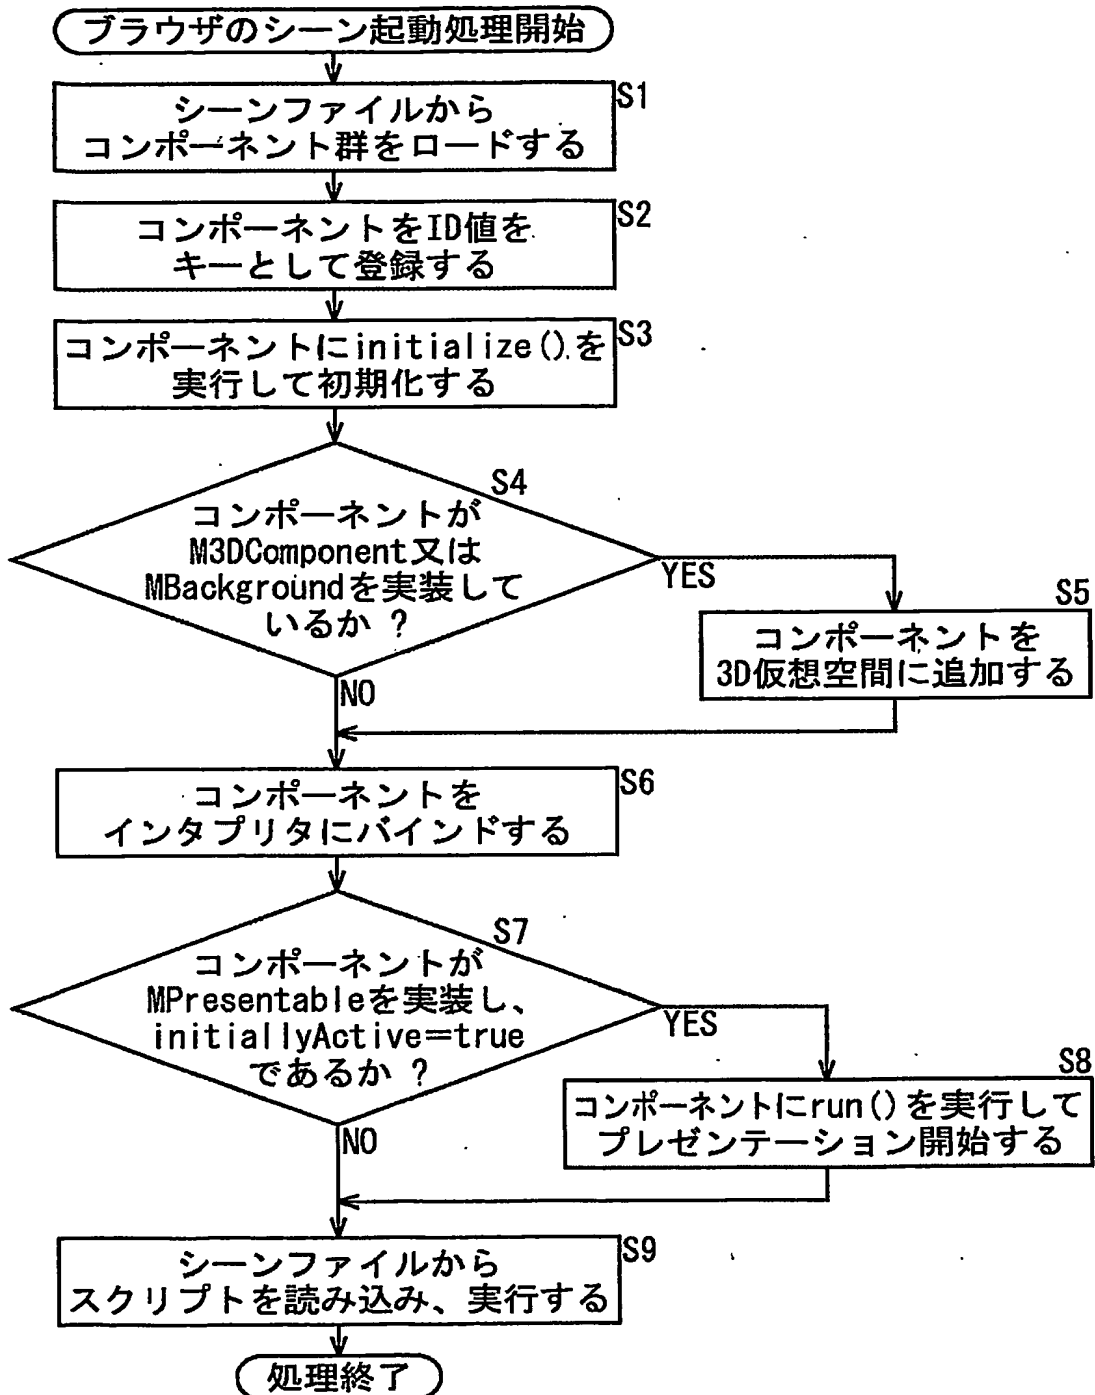 ブラウザのシーン起動処理開始
S1
シーンファイルから
コンポーネント群をロードする
S2
コンポーネントをID値を
キーとして登録する
S3
コンポーネントにinitialize()を
実行して初期化する
S4
コンポーネントが
M3DComponent又は
MBackgroundを実装して
いるか ?
YES
NO
S5
コンポーネントを
3D仮想空間に追加する
S6
コンポーネントを
インタプリタにバインドする
S7
コンポーネントが
MPresentableを実装し、
initiallyActive=true
であるか ?
YES
NO
S8
コンポーネントにrun()を実行して
プレゼンテーション開始する
S9
シーンファイルから
スクリプトを読み込み、実行する
処理終了